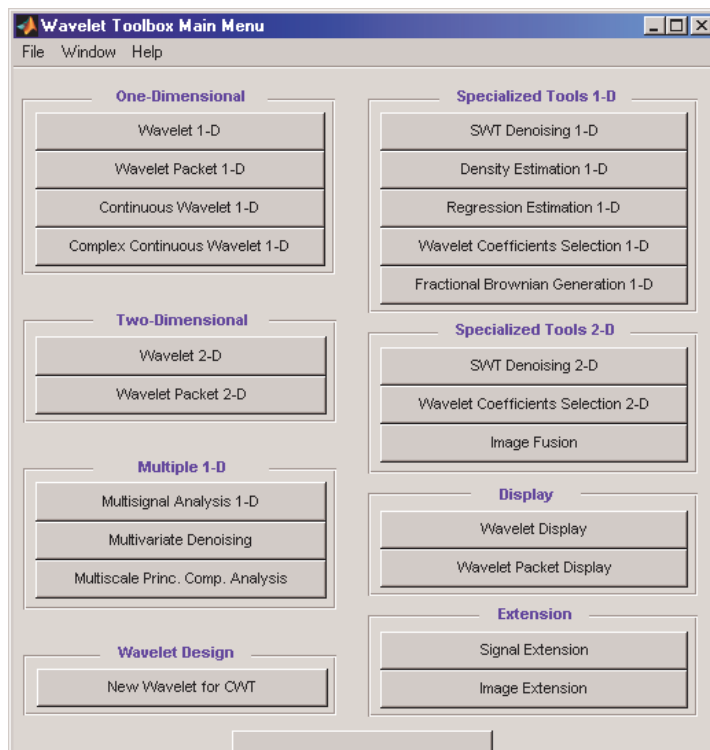 Wavelet Toolbox Main Menu
File Window Help
One-Dimensional
Wavelet 1-D
Wavelet Packet 1-D
Continuous Wavelet 1-D
Complex Continuous Wavelet 1-D
Two-Dimensional
Wavelet 2-D
Wavelet Packet 2-D
Multiple 1-D
Multisignal Analysis 1-D
Multivariate Denoising
Multiscale Princ. Comp. Analysis
Wavelet Design
New Wavelet for CWT
Specialized Tools 1-D
SWT Denoising 1-D
Density Estimation 1-D
Regression Estimation 1-D
Wavelet Coefficients Selection 1-D
Fractional Brownian Generation 1-D
Specialized Tools 2-D
SWT Denoising 2-D
Wavelet Coefficients Selection 2-D
Image Fusion
Display
Wavelet Display
Wavelet Packet Display
Extension
Signal Extension
Image Extension